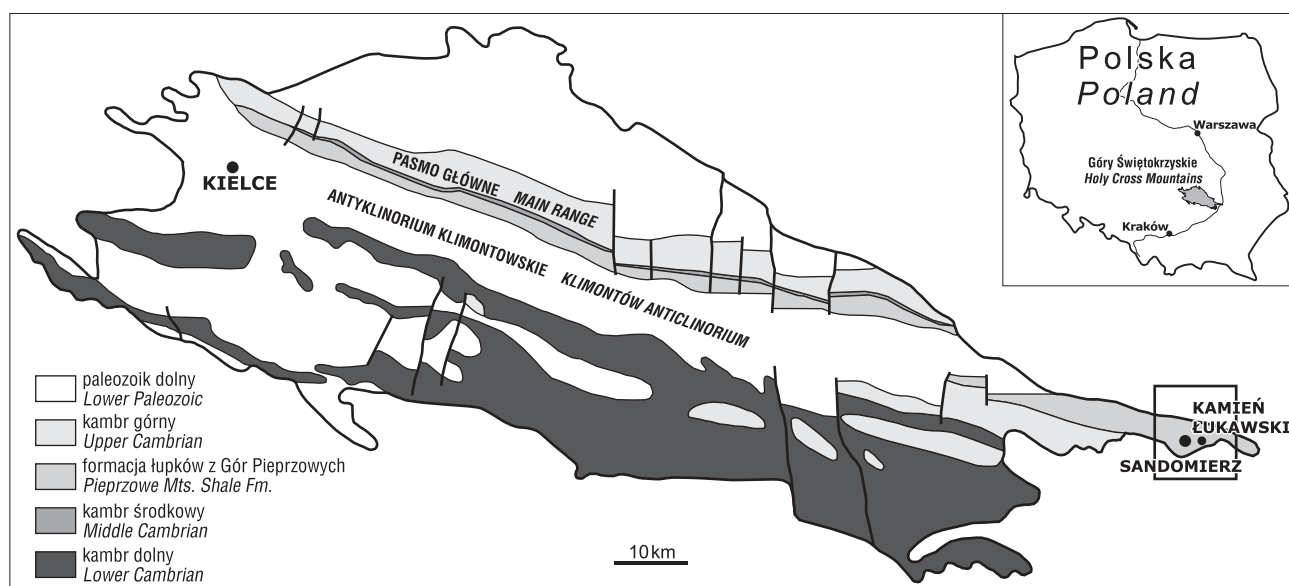 Polska
Poland
Warszawa
Góry Świętokrzyskie
Holy Cross Mountains
Kraków
KIELCE
PASMO GŁÓWNE MAIN RANGE
ANTYKLINORIUM KLIMONTOWSKIE KLIMONTÓW ANTICLINORIUM
KAMIEŃ
ŁUKAWSKI
SANDOMIERZ
paleozoik dolny
Lower Paleozoic
kambr górny
Upper Cambrian
formacja łupków z Gór Pieprzowych
Pieprzowe Mts. Shale Fm.
kambr środkowy
Middle Cambrian
kambr dolny
Lower Cambrian
10 km